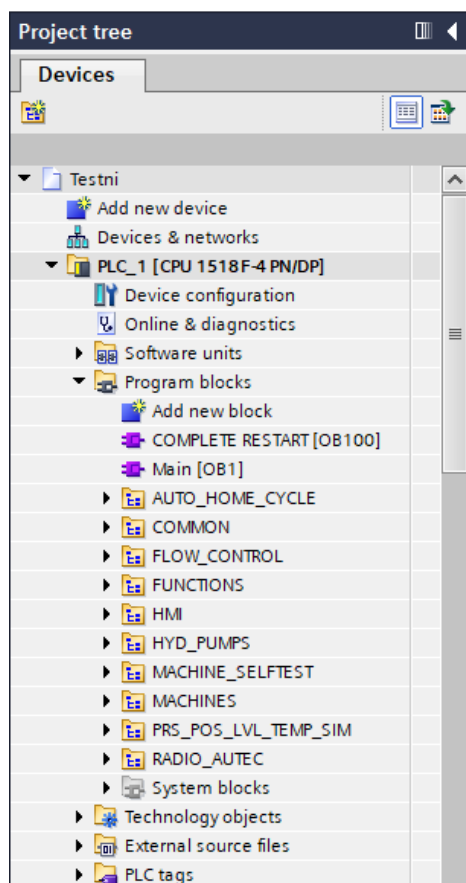 Project tree
Devices
Testni
Add new device
Devices & networks
PLC_1 [CPU 1518F-4 PN/DP]
Device configuration
Online & diagnostics
Software units
Program blocks
Add new block
COMPLETE RESTART [OB100]
Main [OB1]
AUTO_HOME_CYCLE
COMMON
FLOW_CONTROL
FUNCTIONS
HMI
HYD_PUMPS
MACHINE_SELFTEST
MACHINES
PRS_POS_LVL_TEMP_SIM
RADIO_AUTEC
System blocks
Technology objects
External source files
PLC tags